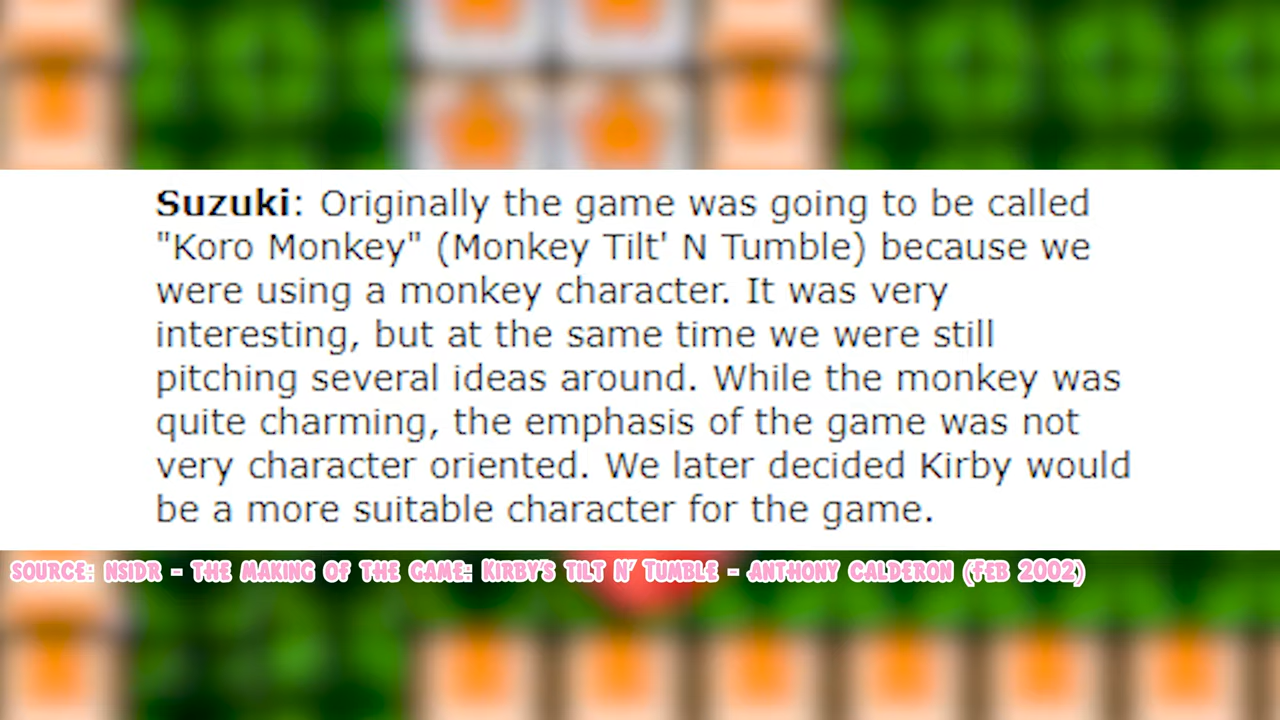 Suzuki: Originally the game was going to be called
"Koro Monkey" (Monkey Tilt' N Tumble) because we
were using a monkey character. It was very
interesting, but at the same time we were still
pitching several ideas around. While the monkey was
quite charming, the emphasis of the game was not
very character oriented. We later decided Kirby would
be a more suitable character for the game.
SOURCE: NSIDR - THE MAKING OF THE GAME: KIRBY'S TILT N' TUMBLE - ANTHONY CALDERON (FEB 2002)